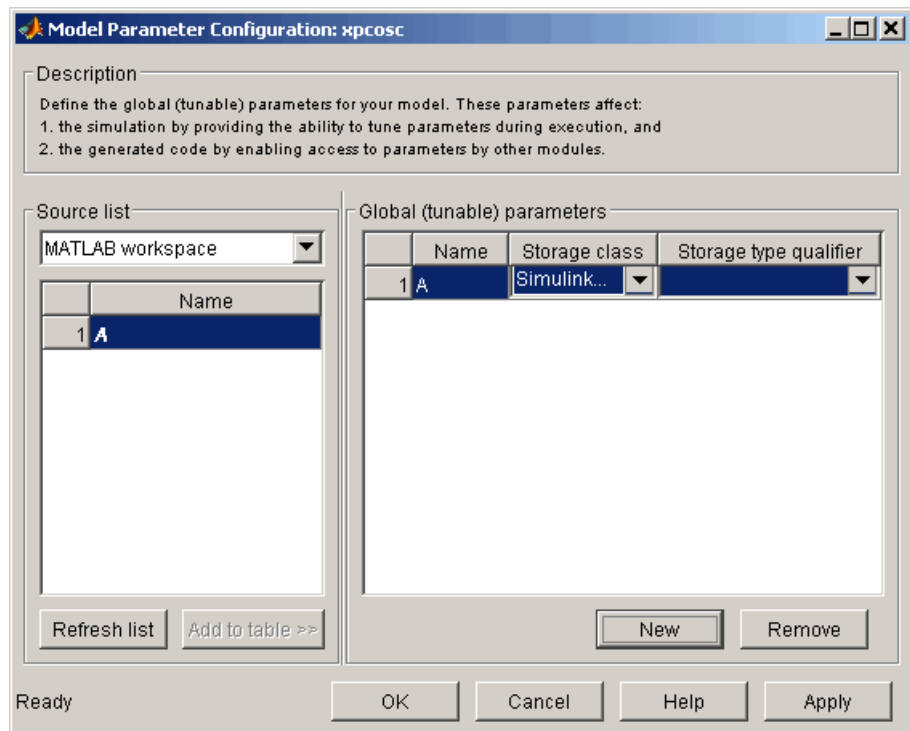 Model Parameter Configuration: xpcosc
Description
Define the global (tunable) parameters for your model. These parameters affect:
1. the simulation by providing the ability to tune parameters during execution, and
2. the generated code by enabling access to parameters by other modules.
Source list
MATLAB workspace
Name
1 A
Refresh list
Add to table >>
Global (tunable) parameters
Name Storage class Storage type qualifier
1 A Simulink...
New Remove
Ready
OK Cancel Help Apply